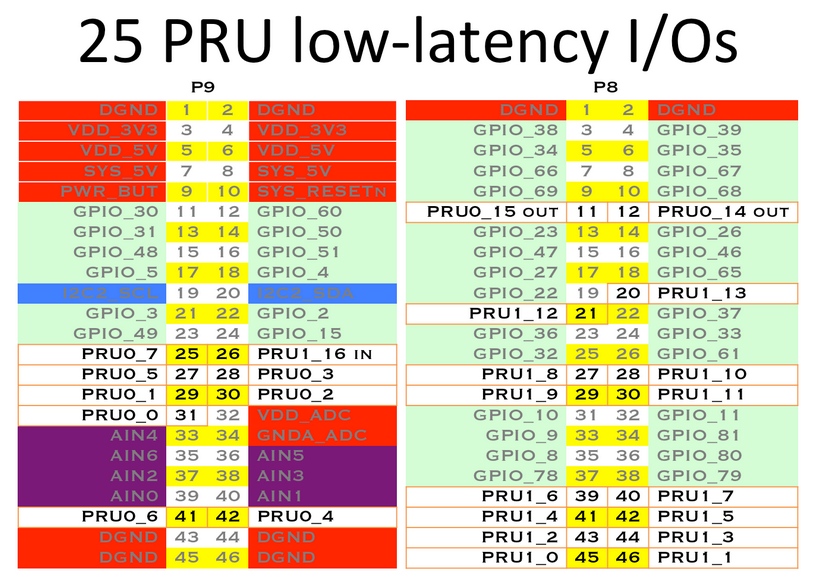 25 PRU low-latency I/Os
P9
DGND 1 2 DGND
VDD_3V3 3 4 VDD_3V3
VDD_5V 5 6 VDD_5V
SYS_5V 7 8 SYS_5V
PWR_BUT 9 10 SYS_RESETN
GPIO_30 11 12 GPIO_60
GPIO_31 13 14 GPIO_50
GPIO_48 15 16 GPIO_51
GPIO_5 17 18 GPIO_4
I2C2_SCL 19 20 I2C2_SDA
GPIO_3 21 22 GPIO_2
GPIO_49 23 24 GPIO_15
PRU0_7 25 26 PRU1_16 IN
PRU0_5 27 28 PRU0_3
PRU0_1 29 30 PRU0_2
PRU0_0 31 32 VDD_ADC
AIN4 33 34 GNDA_ADC
AIN6 35 36 AIN5
AIN2 37 38 AIN3
AIN0 39 40 AIN1
PRU0_6 41 42 PRU0_4
DGND 43 44 DGND
DGND 45 46 DGND
P8
DGND 1 2 DGND
GPIO_38 3 4 GPIO_39
GPIO_34 5 6 GPIO_35
GPIO_66 7 8 GPIO_67
GPIO_69 9 10 GPIO_68
PRU0_15 OUT 11 12 PRU0_14 OUT
GPIO_23 13 14 GPIO_26
GPIO_47 15 16 GPIO_46
GPIO_27 17 18 GPIO_65
GPIO_22 19 20 PRU1_13
PRU1_12 21 22 GPIO_37
GPIO_36 23 24 GPIO_33
GPIO_32 25 26 GPIO_61
PRU1_8 27 28 PRU1_10
PRU1_9 29 30 PRU1_11
GPIO_10 31 32 GPIO_11
GPIO_9 33 34 GPIO_81
GPIO_8 35 36 GPIO_80
GPIO_78 37 38 GPIO_79
PRU1_6 39 40 PRU1_7
PRU1_4 41 42 PRU1_5
PRU1_2 43 44 PRU1_3
PRU1_0 45 46 PRU1_1